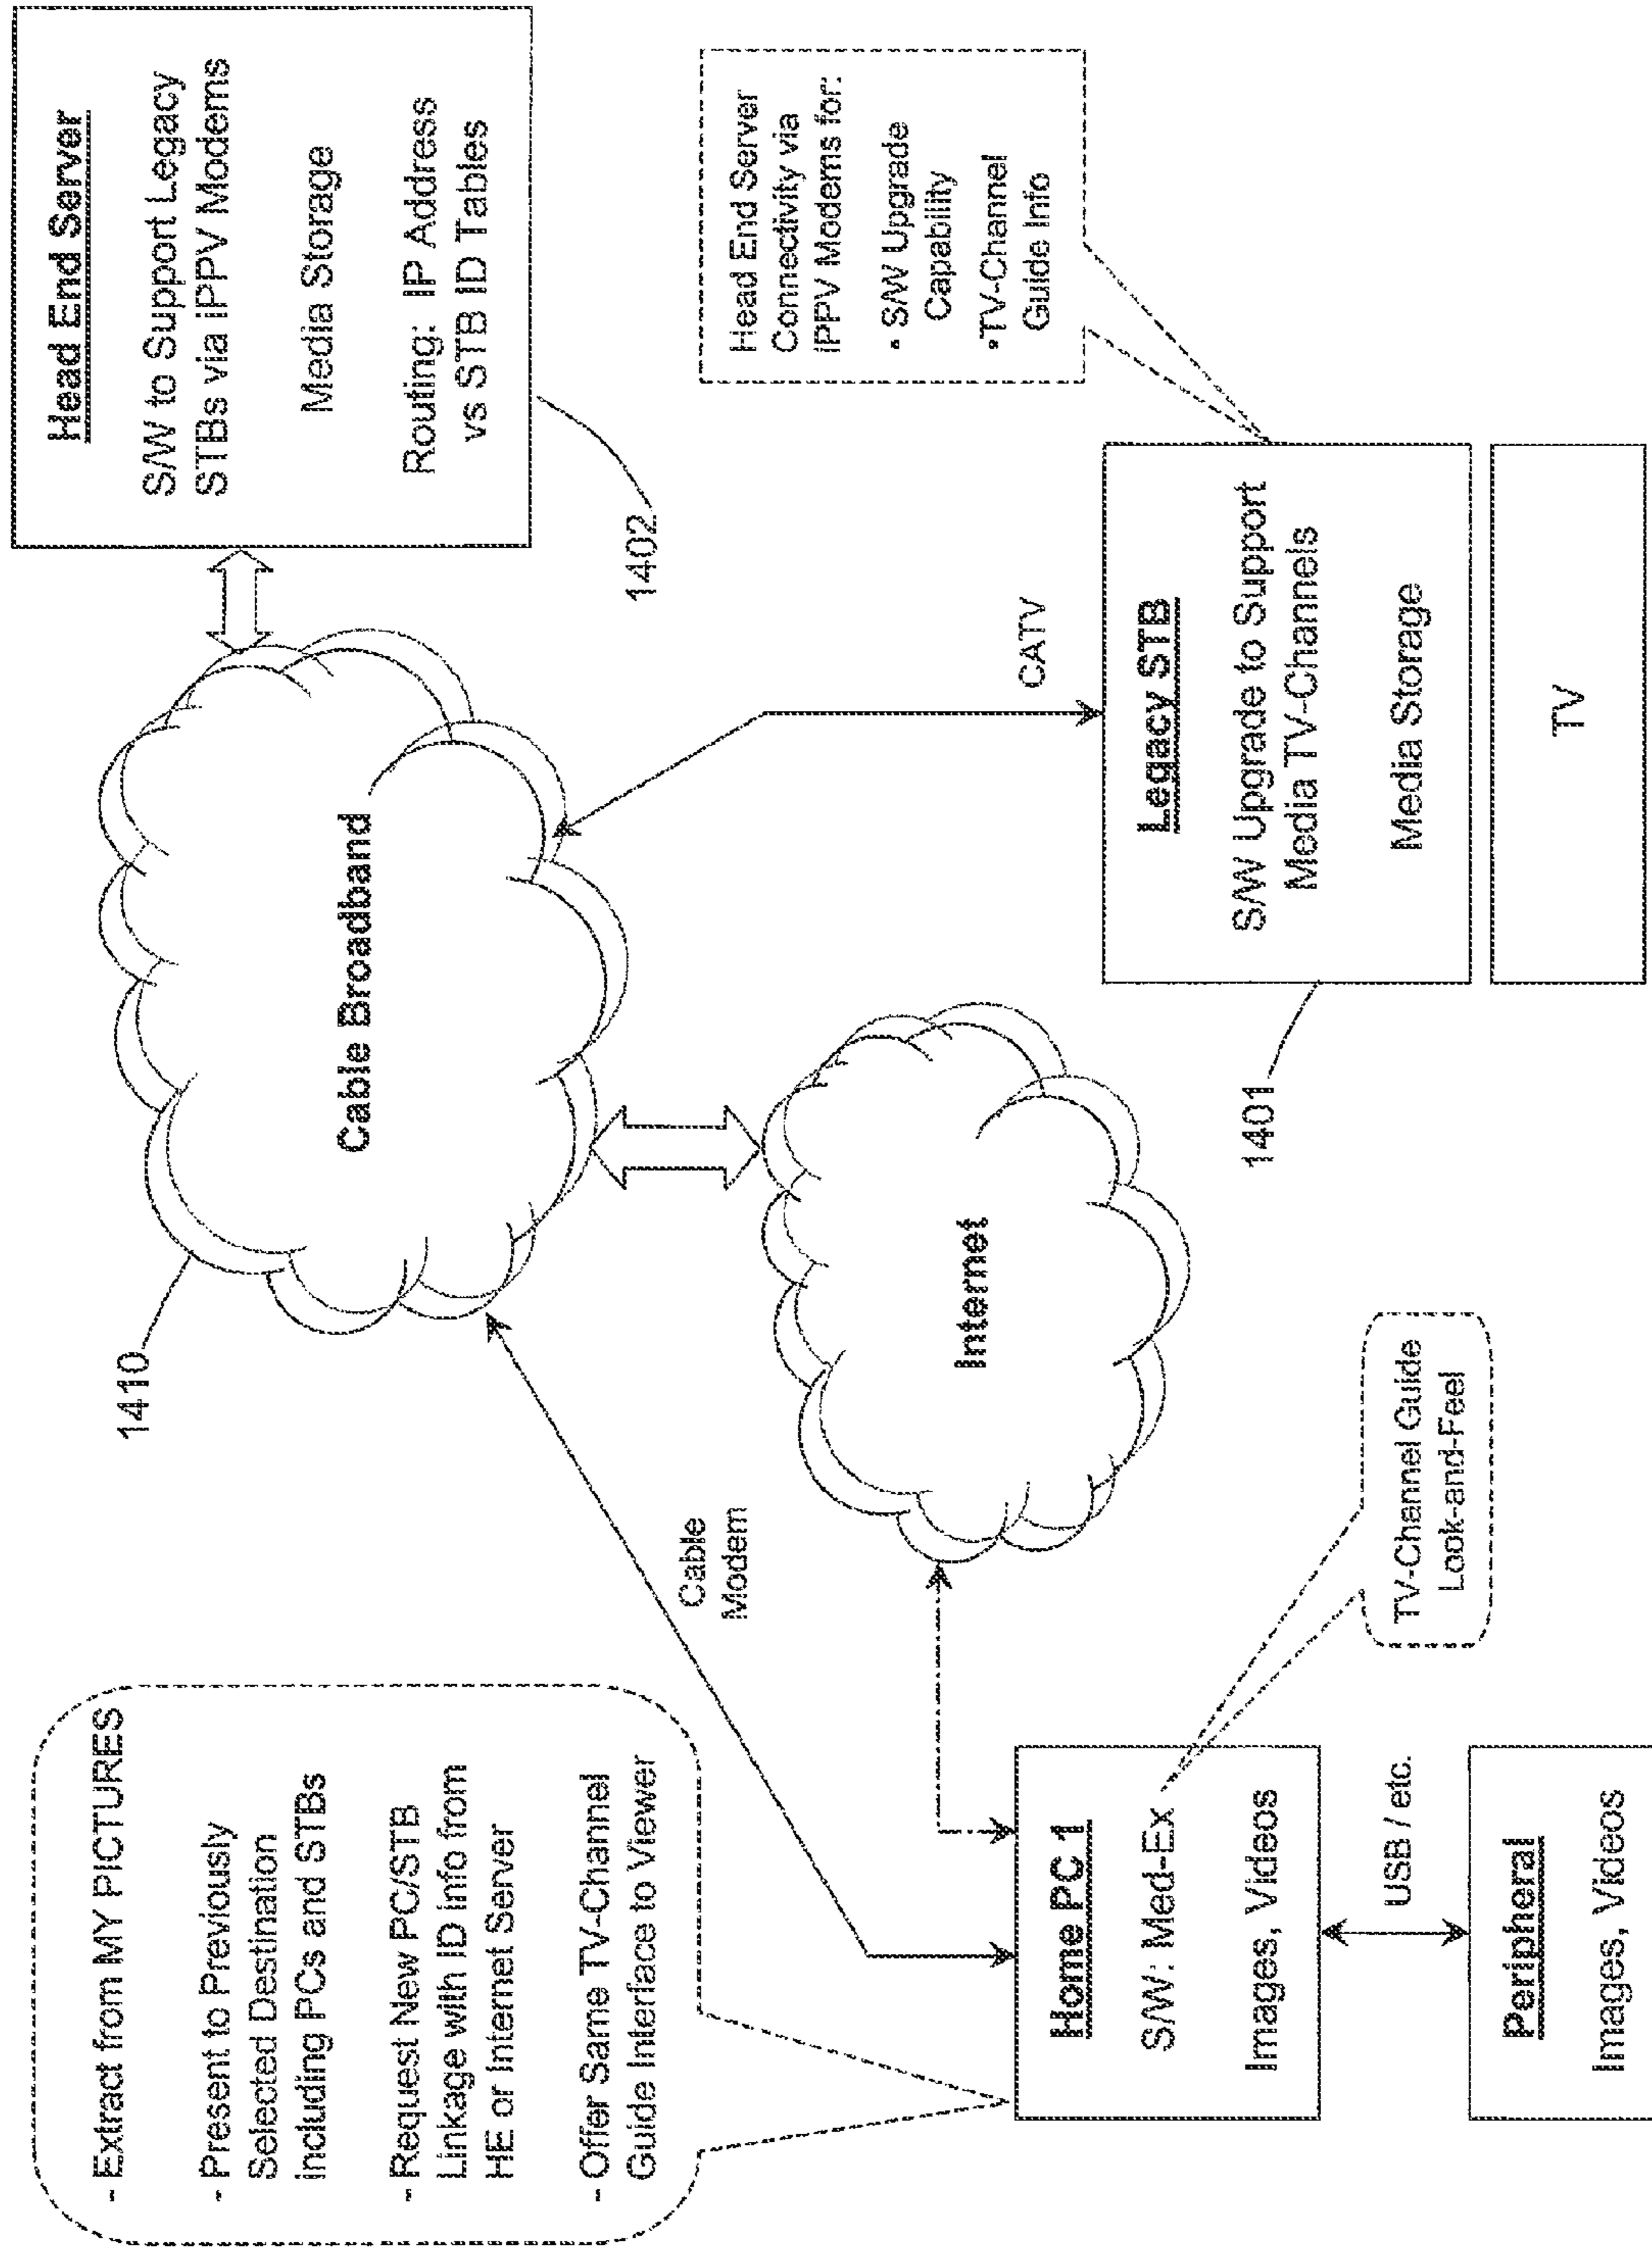 - Extract from MY PICTURES
- Present to Previously
Selected Destination
including PCs and STBs
- Request New PC/STB
Linkage with ID Info from
HE or Internet Server
- Offer Same TV-Channel
Guide Interface to Viewer
1410
Cable Broadband
Head End Server
S/W to Support Legacy
STBs via iPPV Modems
Media Storage
Routing: IP Address
vs STB ID Tables
1402
Cable
Modem
Internet
CATV
Head End Server
Connectivity via
iPPV Modems for:
• S/W Upgrade
Capability
•TV-Channel
Guide Info
Home PC 1
S/W: Med-Ex
Images, Videos
TV-Channel Guide
Look-and-Feel
USB / etc.
Peripheral
Images, Videos
1401
Legacy STB
S/W Upgrade to Support
Media TV-Channels
Media Storage
TV